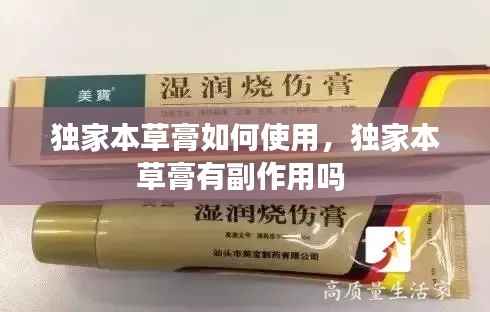 美寶
湿润烧伤膏
独家本草膏如何使用，独家本
草膏有副作用吗
湿润烧伤膏
汕头市美宝制药有限公司
高质量生活家